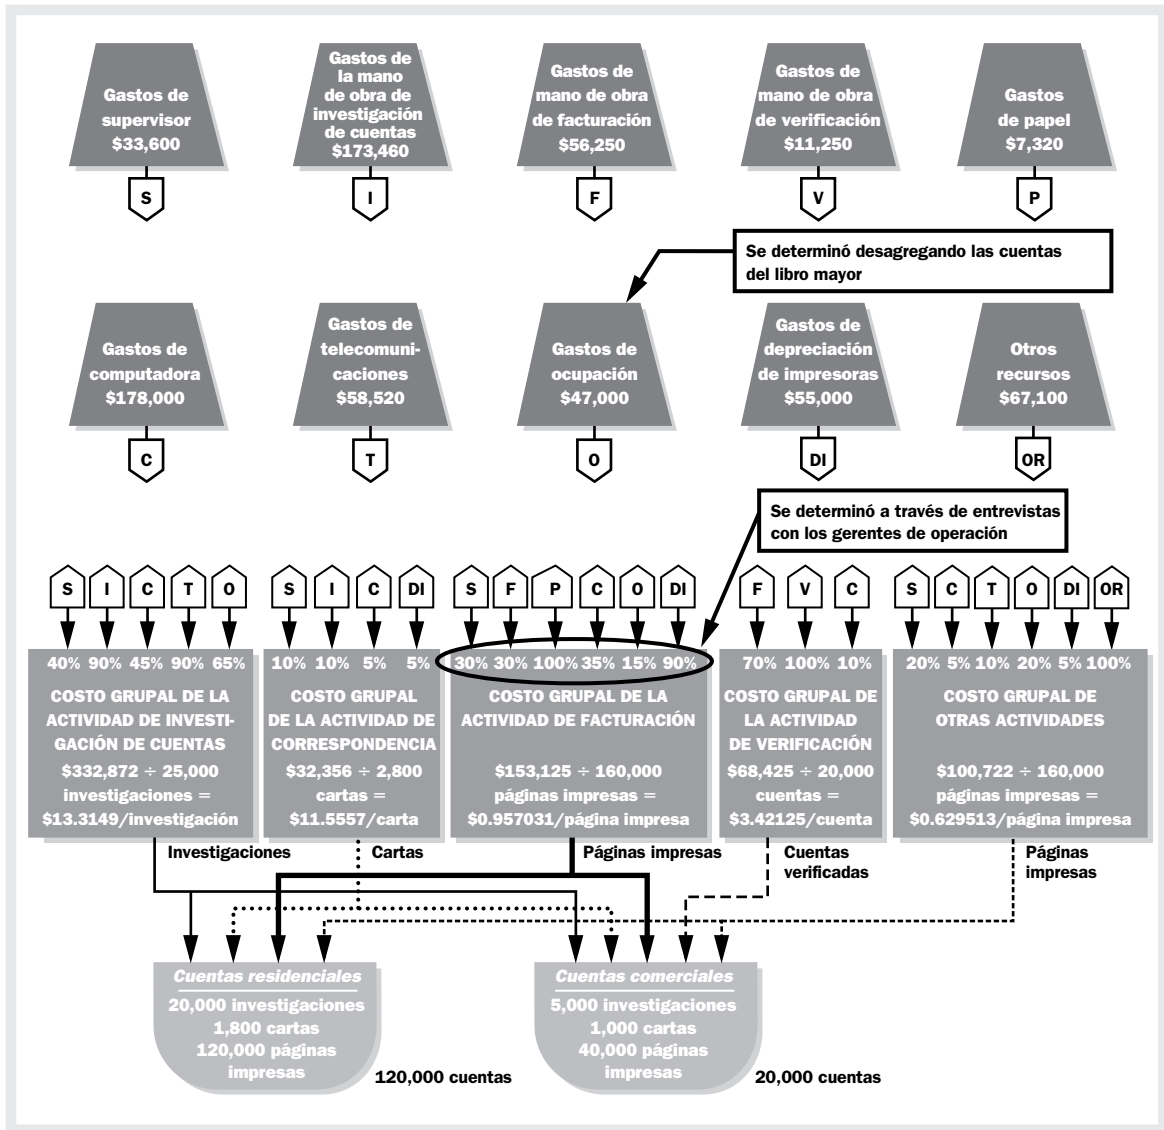 Gastos de
supervisor
$33,600
S
Gastos de
la mano
de obra de
investigación
de cuentas
$173,460
I
Gastos de
mano de obra
de facturación
$56,250
F
Gastos de
mano de obra
de verificación
$11,250
V
Gastos
de papel
$7,320
P
Se determinó desagregando las cuentas
del libro mayor
Gastos de
computadora
$178,000
C
Gastos de
telecomuni-
caciones
$58,520
T
Gastos de
ocupación
$47,000
O
Gastos de
depreciación
de impresoras
$55,000
DI
Otros
recursos
$67,100
OR
Se determinó a través de entrevistas
con los gerentes de operación
S I C T O
40% 90% 45% 90% 65%
COSTO GRUPAL DE LA
ACTIVIDAD DE INVESTI-
GACIÓN DE CUENTAS
$332,872 ÷ 25,000
investigaciones =
$13.3149/investigación
S I C DI
10% 10% 5% 5%
COSTO GRUPAL
DE LA ACTIVIDAD DE
CORRESPONDENCIA
$32,356 ÷ 2,800
cartas =
$11.5557/carta
S F P C O DI
30% 30% 100% 35% 15% 90%
COSTO GRUPAL DE LA
ACTIVIDAD DE FACTURACIÓN
$153,125 ÷ 160,000
páginas impresas =
$0.957031/página impresa
F V C
70% 100% 10%
COSTO GRUPAL DE
LA ACTIVIDAD
DE VERIFICACIÓN
$68,425 ÷ 20,000
cuentas =
$3.42125/cuenta
S C T O DI OR
20% 5% 10% 20% 5% 100%
COSTO GRUPAL DE
OTRAS ACTIVIDADES
$100,722 ÷ 160,000
páginas impresas =
$0.629513/página impresa
Investigaciones
Cartas
Páginas impresas
Cuentas
verificadas
Páginas
impresas
Cuentas residenciales
20,000 investigaciones
1,800 cartas
120,000 páginas
impresas
120,000 cuentas
Cuentas comerciales
5,000 investigaciones
1,000 cartas
40,000 páginas
impresas
20,000 cuentas